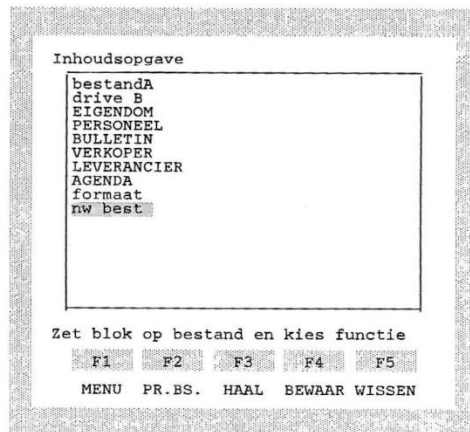 Inhoudsopgave
bestandA
drive B
EIGENDOM
PERSONEEL
BULLETIN
VERKOPER
LEVERANCIER
AGENDA
formaat
nw best
Zet blok op bestand en kies functie
F1 F2 F3 F4 F5
MENU PR.BS. HAAL BEWAAR WISSEN